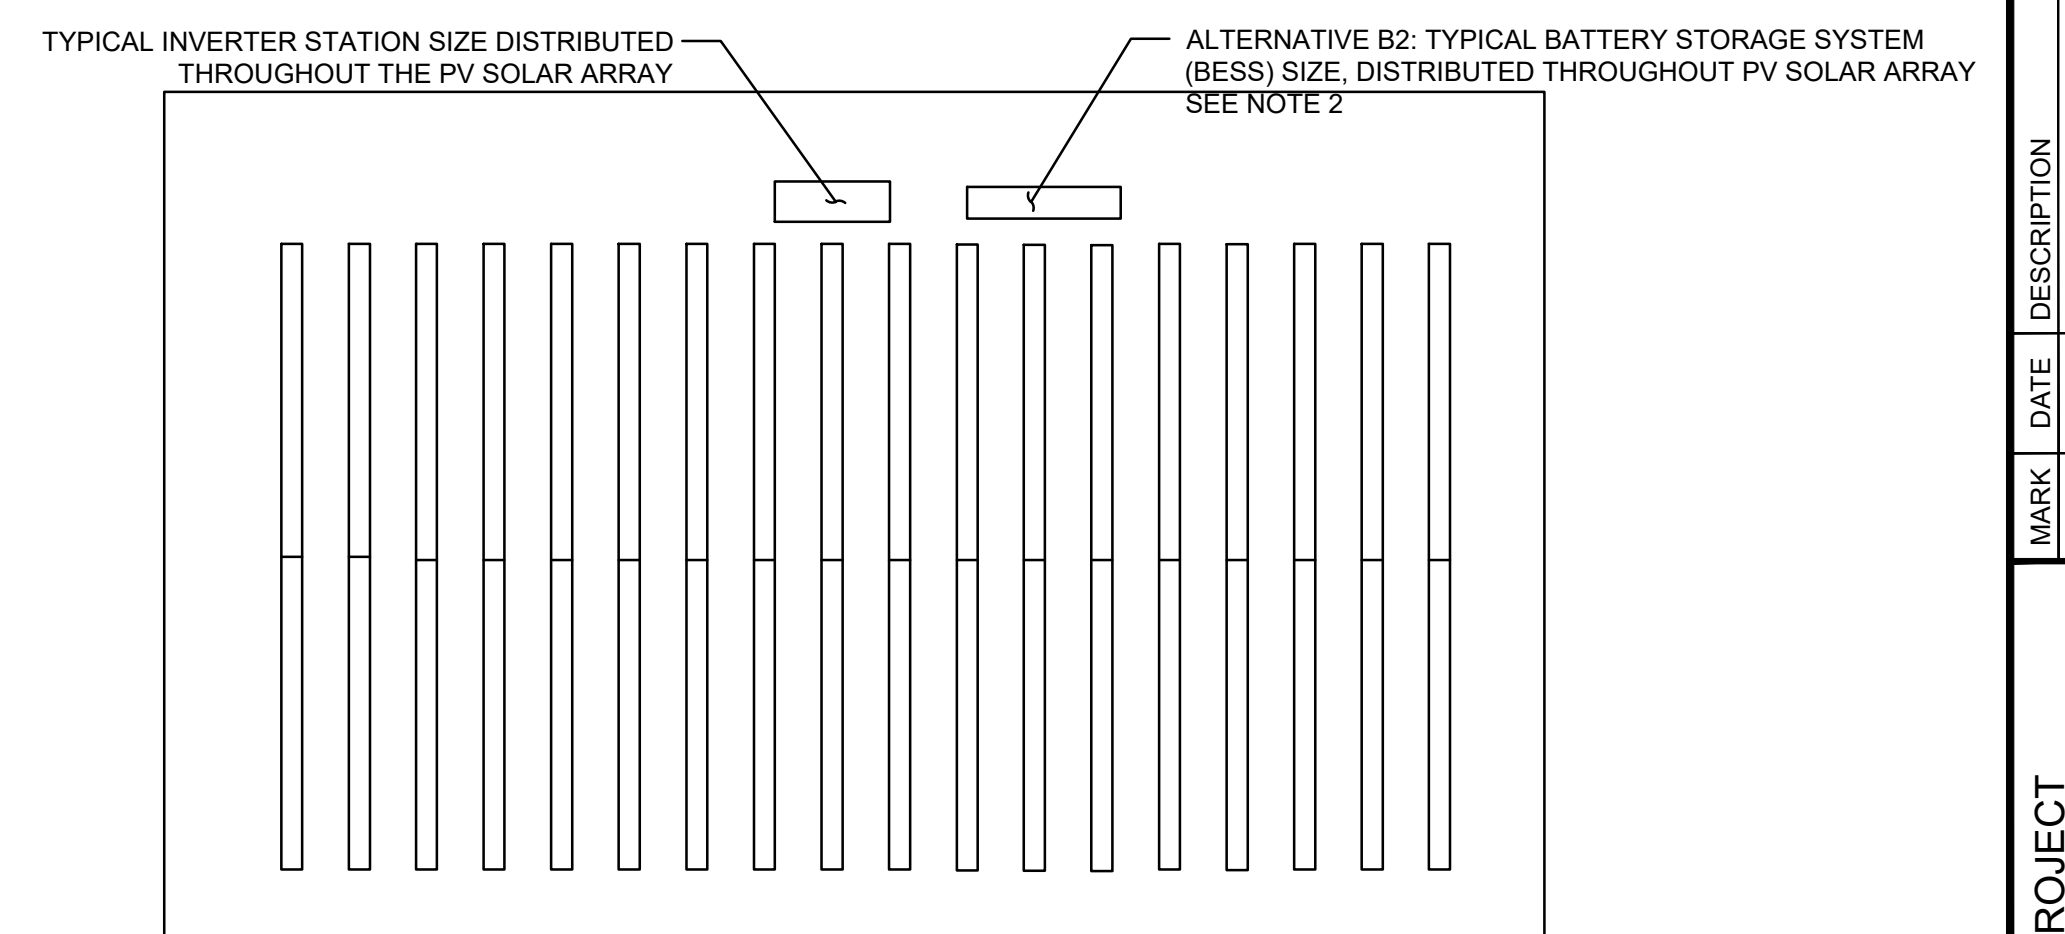 TYPICAL INVERTER STATION SIZE DISTRIBUTED
THROUGHOUT THE PV SOLAR ARRAY
ALTERNATIVE B2: TYPICAL BATTERY STORAGE SYSTEM
(BESS) SIZE, DISTRIBUTED THROUGHOUT PV SOLAR ARRAY
SEE NOTE 2
MARK
DATE
DESCRIPTION
ROJECT